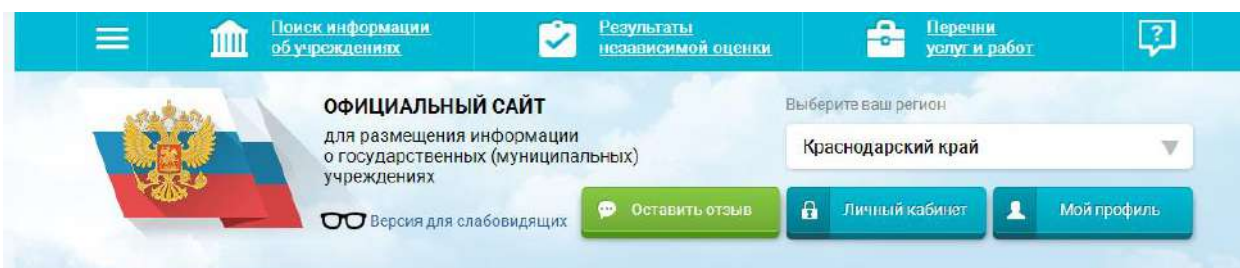 Поиск информации
об учреждениях
Результаты
независимой оценки
Перечни
услуг и работ
?
ОФИЦИАЛЬНЫЙ САЙТ
для размещения информации
о государственных (муниципальных)
учреждениях
Версия для слабовидящих
Выберите ваш регион
Краснодарский край
Оставить отзыв
Личный кабинет
Мой профиль